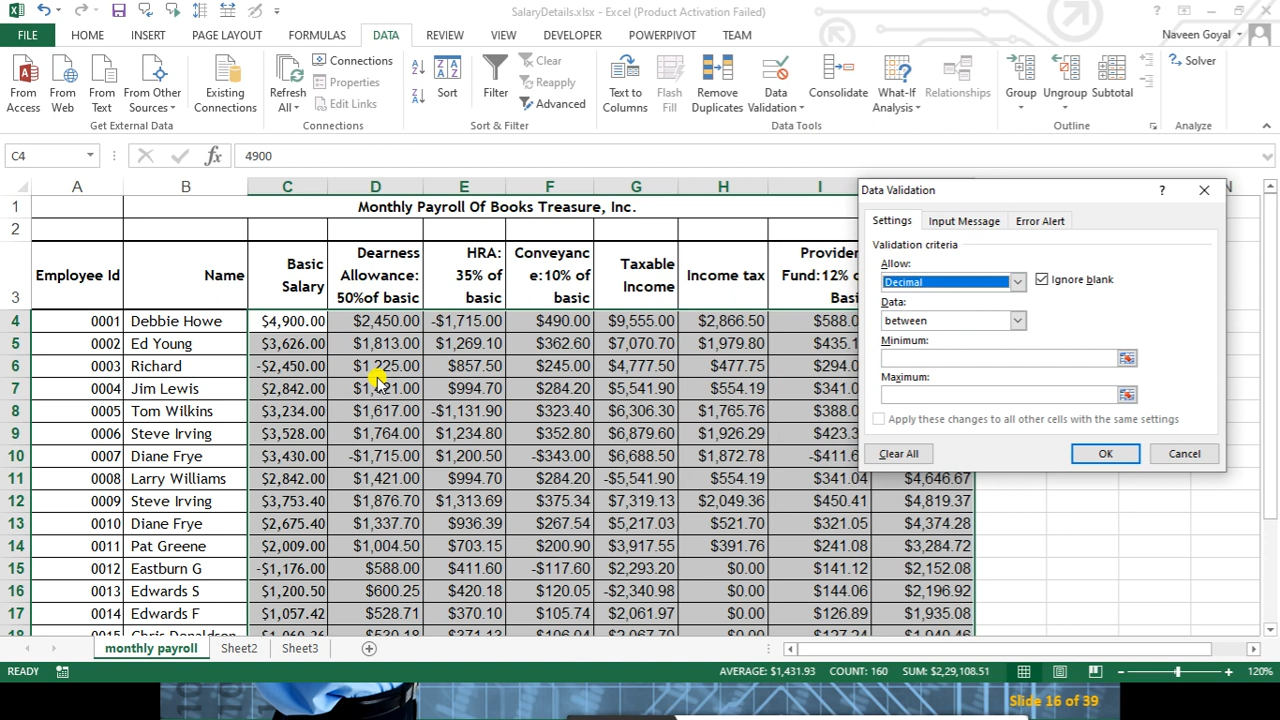 SalaryDetails.xlsx - Excel (Product Activation Failed)
FILE HOME INSERT PAGE LAYOUT FORMULAS DATA REVIEW VIEW DEVELOPER POWERPIVOT TEAM Naveen Goyal
From Access
From Web
From Text
From Other Sources
Existing Connections
Get External Data
Refresh All
Connections
Properties
Edit Links
Connections
Sort
Filter
Clear
Reapply
Advanced
Sort & Filter
Text to Columns
Flash Fill
Remove Duplicates
Data Validation
Consolidate
What-If Analysis
Relationships
Data Tools
Group
Ungroup
Subtotal
Outline
Solver
Analyze
C4 fx 4900
A B C D E F G H I N
1 Monthly Payroll Of Books Treasure, Inc.
2
3 Employee Id Name Basic Salary Dearness Allowance: 50%of basic HRA: 35% of basic Conveyanc e:10% of basic Taxable Income Income tax
4 0001 Debbie Howe $4,900.00 $2,450.00 -$1,715.00 $490.00 $9,555.00 $2,866.50 $588.0
5 0002 Ed Young $3,626.00 $1,813.00 $1,269.10 $362.60 $7,070.70 $1,979.80 $435.1
6 0003 Richard -$2,450.00 $1,225.00 $857.50 $245.00 $4,777.50 $477.75 $294.0
7 0004 Jim Lewis $2,842.00 $1,421.00 $994.70 $284.20 $5,541.90 $554.19 $341.0
8 0005 Tom Wilkins $3,234.00 $1,617.00 -$1,131.90 $323.40 $6,306.30 $1,765.76 $388.0
9 0006 Steve Irving $3,528.00 $1,764.00 $1,234.80 $352.80 $6,879.60 $1,926.29 $423.3
10 0007 Diane Frye $3,430.00 -$1,715.00 $1,200.50 -$343.00 $6,688.50 $1,872.78 -$411.6
11 0008 Larry Williams $2,842.00 $1,421.00 $994.70 $284.20 -$5,541.90 $554.19 $341.04 $4,646.67
12 0009 Steve Irving $3,753.40 $1,876.70 $1,313.69 $375.34 $7,319.13 $2,049.36 $450.41 $4,819.37
13 0010 Diane Frye $2,675.40 $1,337.70 $936.39 $267.54 $5,217.03 $521.70 $321.05 $4,374.28
14 0011 Pat Greene $2,009.00 $1,004.50 $703.15 $200.90 $3,917.55 $391.76 $241.08 $3,284.72
15 0012 Eastburn G -$1,176.00 $588.00 $411.60 -$117.60 $2,293.20 $0.00 $141.12 $2,152.08
16 0013 Edwards S $1,200.50 $600.25 $420.18 $120.05 -$2,340.98 $0.00 $144.06 $2,196.92
17 0014 Edwards F $1,057.42 $528.71 $370.10 $105.74 $2,061.97 $0.00 $126.89 $1,935.08
Data Validation ?
Settings Input Message Error Alert
Validation criteria
Allow:
Decimal Ignore blank
Data:
between
Minimum:
Maximum:
Apply these changes to all other cells with the same settings
Clear All OK Cancel
monthly payroll Sheet2 Sheet3
READY AVERAGE: $1,431.93 COUNT: 160 SUM: $2,29,108.51 120%
Slide 16 of 39